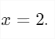 x = 2.